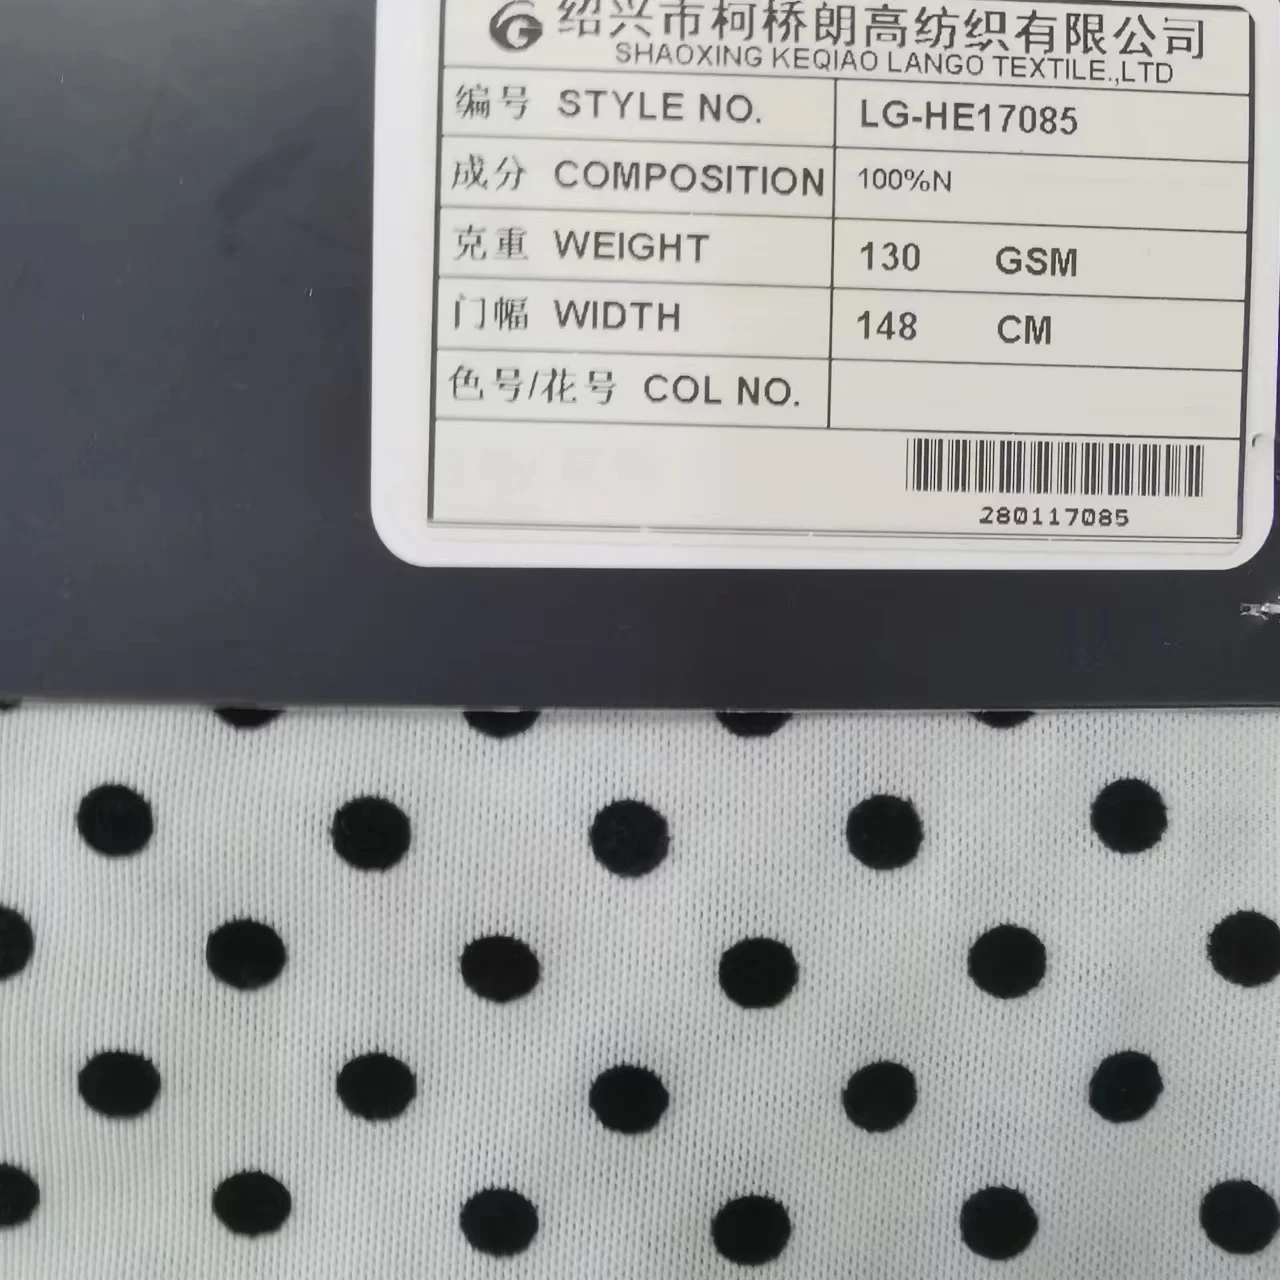 绍兴市柯桥朗高纺织有限公司
SHAOXING KEQIAO LANGO TEXTILE.,LTD
编号 STYLE NO. LG-HE17085
成分 COMPOSITION 100%N
克重 WEIGHT 130 GSM
门幅 WIDTH 148 CM
色号/花号 COL NO.
280117085